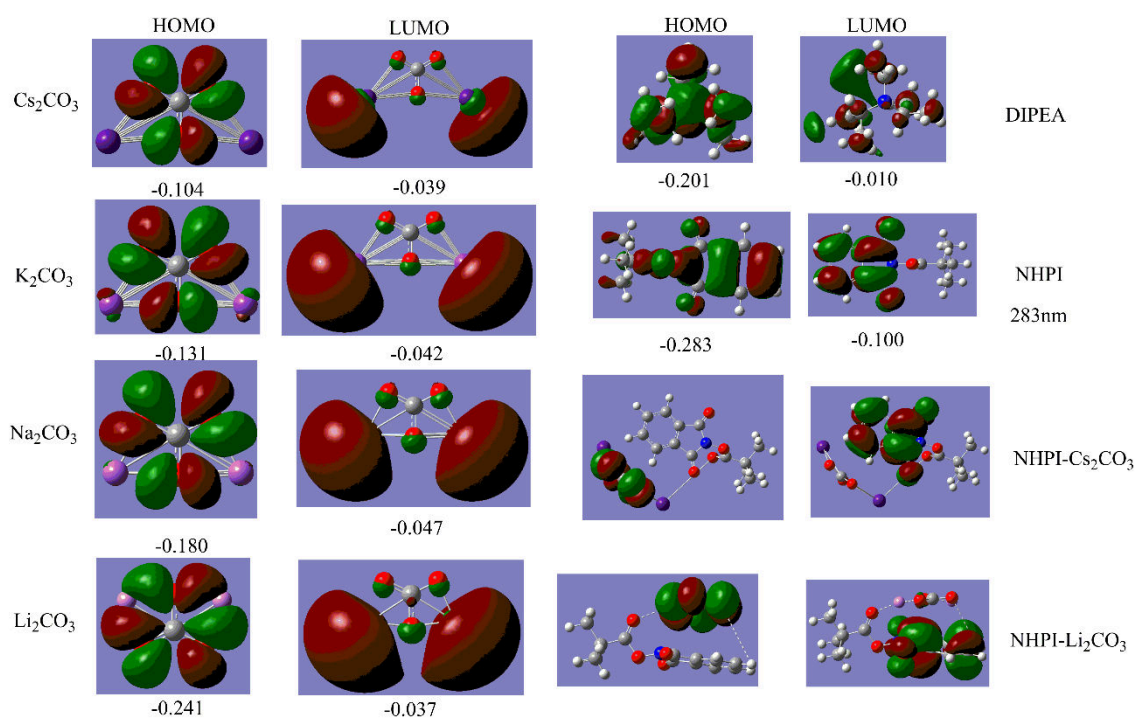 HOMO LUMO HOMO LUMO
Cs₂CO₃ DIPEA
-0.104 -0.039 -0.201 -0.010
K₂CO₃ NHPI
283nm
-0.131 -0.042 -0.283 -0.100
Na₂CO₃ NHPI-Cs₂CO₃
-0.180 -0.047
Li₂CO₃ NHPI-Li₂CO₃
-0.241 -0.037